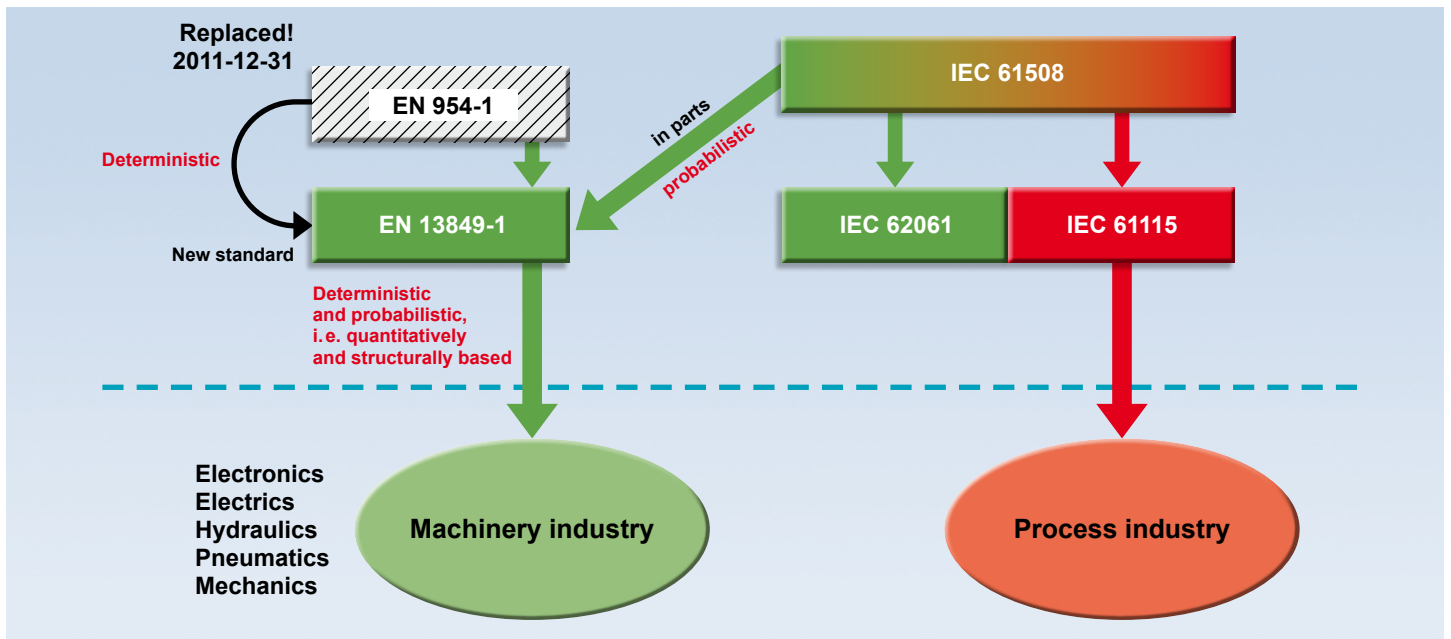 Replaced!
2011-12-31
EN 954-1
IEC 61508
in parts
probabilistic
Deterministic
EN 13849-1
IEC 62061
IEC 61115
New standard
Deterministic
and probabilistic,
i. e. quantitatively
and structurally based
Electronics
Electrics
Hydraulics
Pneumatics
Mechanics
Machinery industry
Process industry